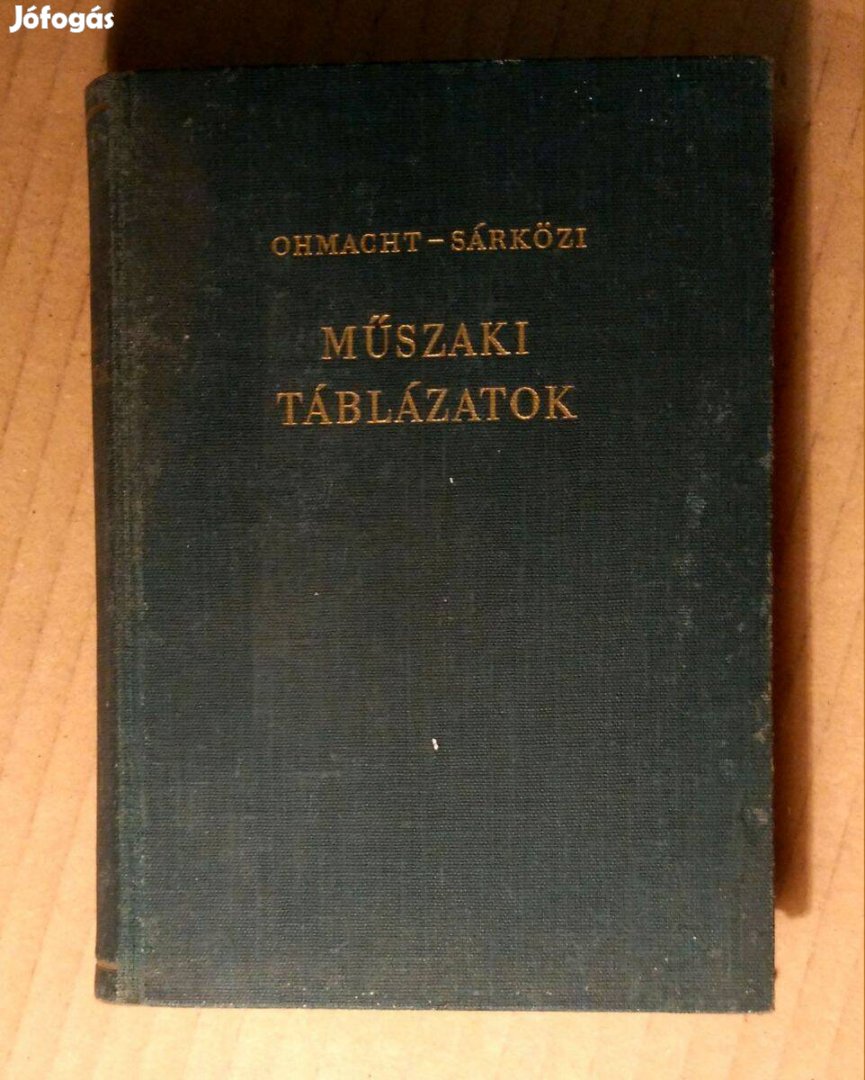 Jófogás
OHMACHT – SÁRKÖZI
MŰSZAKI
TÁBLÁZATOK